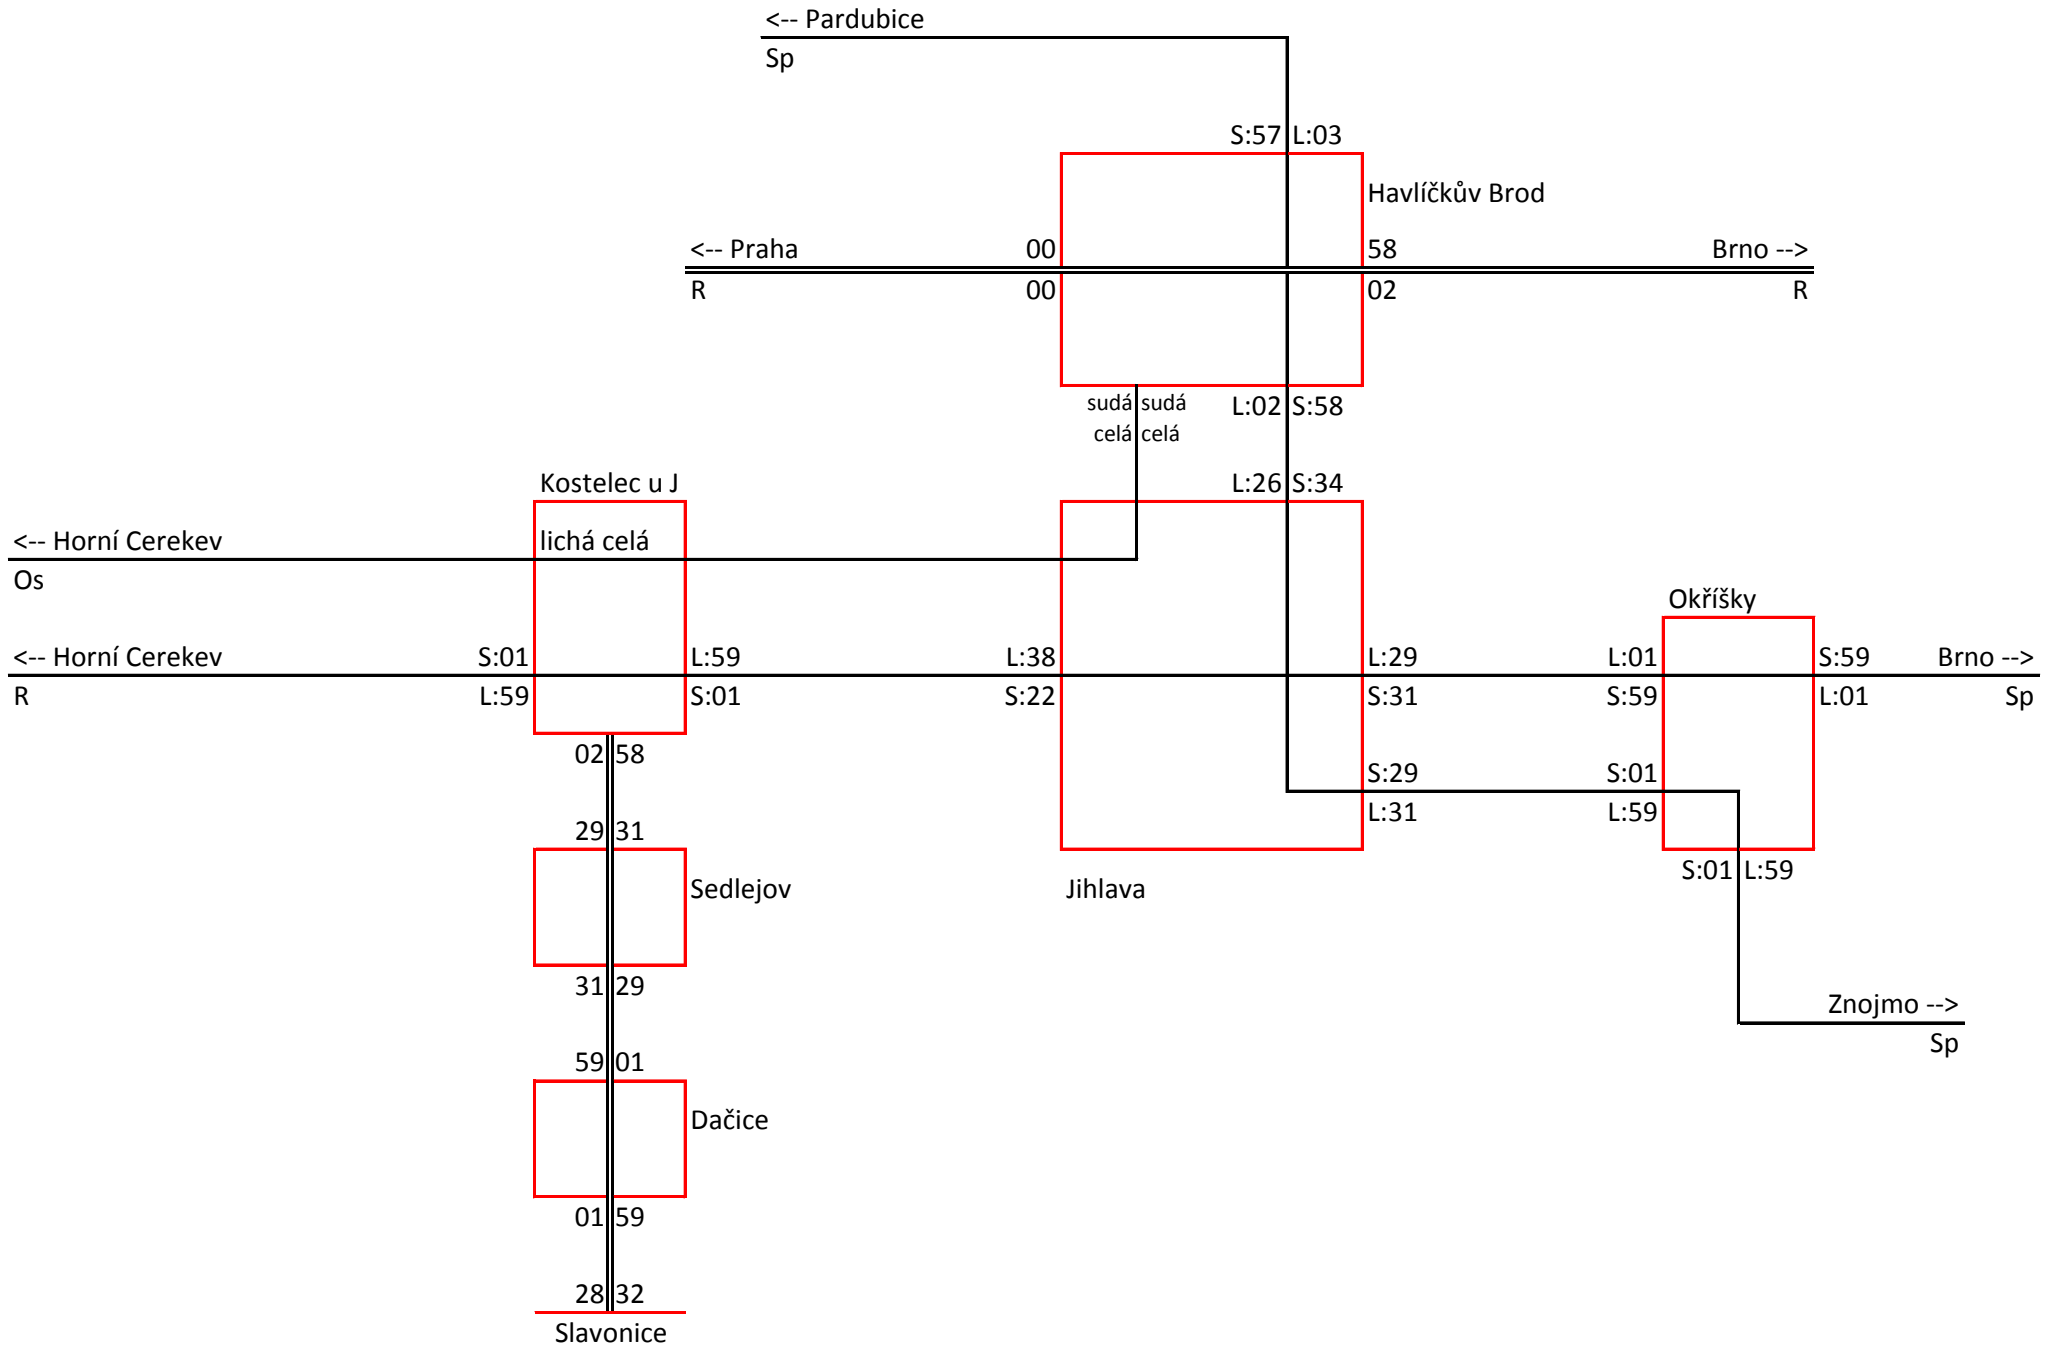 <-- Pardubice
Sp
S:57 L:03
Havlíčkův Brod
<-- Praha 00 58 Brno -->
R 00 02 R
sudá sudá L:02 S:58
celá celá
Kostelec u J L:26 S:34
<-- Horní Cerekev lichá celá
Os
Okříšky
<-- Horní Cerekev S:01 L:59 L:38 L:29 L:01 S:59 Brno -->
R L:59 S:01 S:22 S:31 S:59 L:01 Sp
02 58
S:29 S:01
L:31 L:59
29 31
S:01 L:59
Sedlejov Jihlava
31 29
Znojmo -->
Sp
59 01
Dačice
01 59
28 32
Slavonice